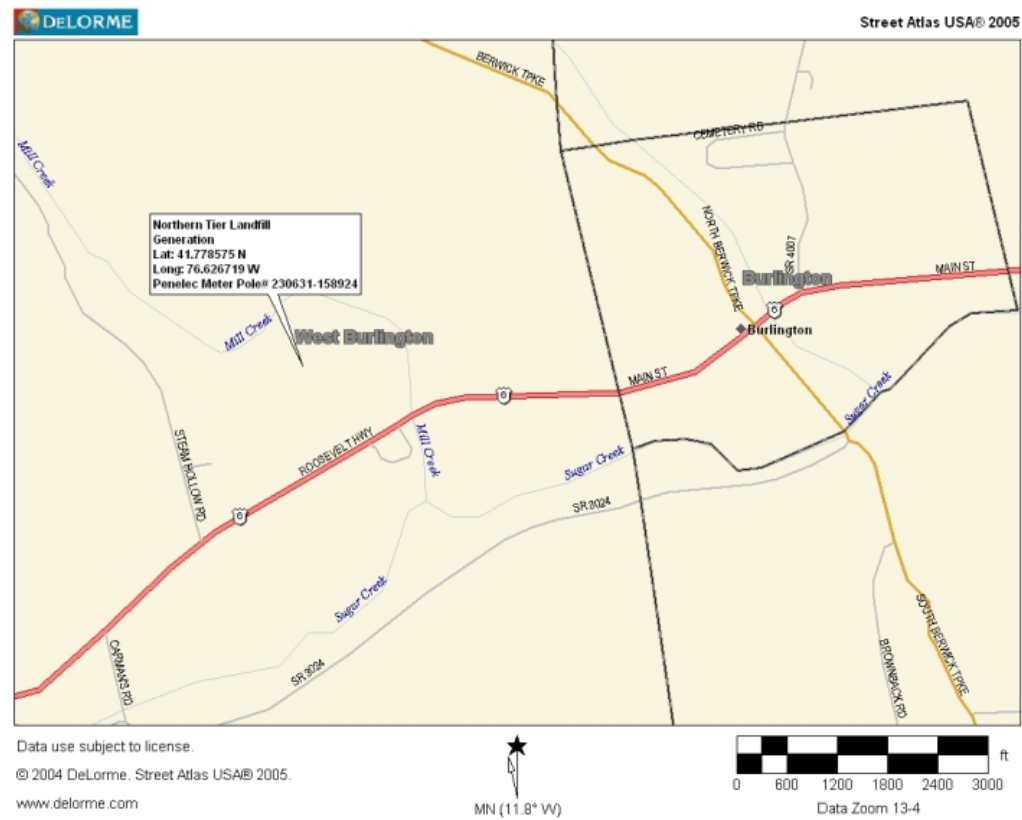 DELORME
Street Atlas USA® 2005
BERWICK TPKE
CEMETERY RD
Mill Creek
Northern Tier Landfill
Generation
Lat: 41.778575 N
Long: 76.626719 W
Penelec Meter Pole# 230631-158924
NORTH BERWICK TPKE
SR 4007
MAIN ST
Burlington
6
Mill Creek
West Burlington
Burlington
MAIN ST
6
Sugar Creek
STEAM HOLLOW RD
ROOSEVELT HWY
Mill Creek
Sugar Creek
6
SR 3024
Sugar Creek
SOUTH BERWICK TPKE
CARMAN'S RD
SR 3024
BROWNBACK RD
Data use subject to license.
© 2004 DeLorme. Street Atlas USA® 2005.
www.delorme.com
MN (11.8° W)
ft
0 600 1200 1800 2400 3000
Data Zoom 13-4